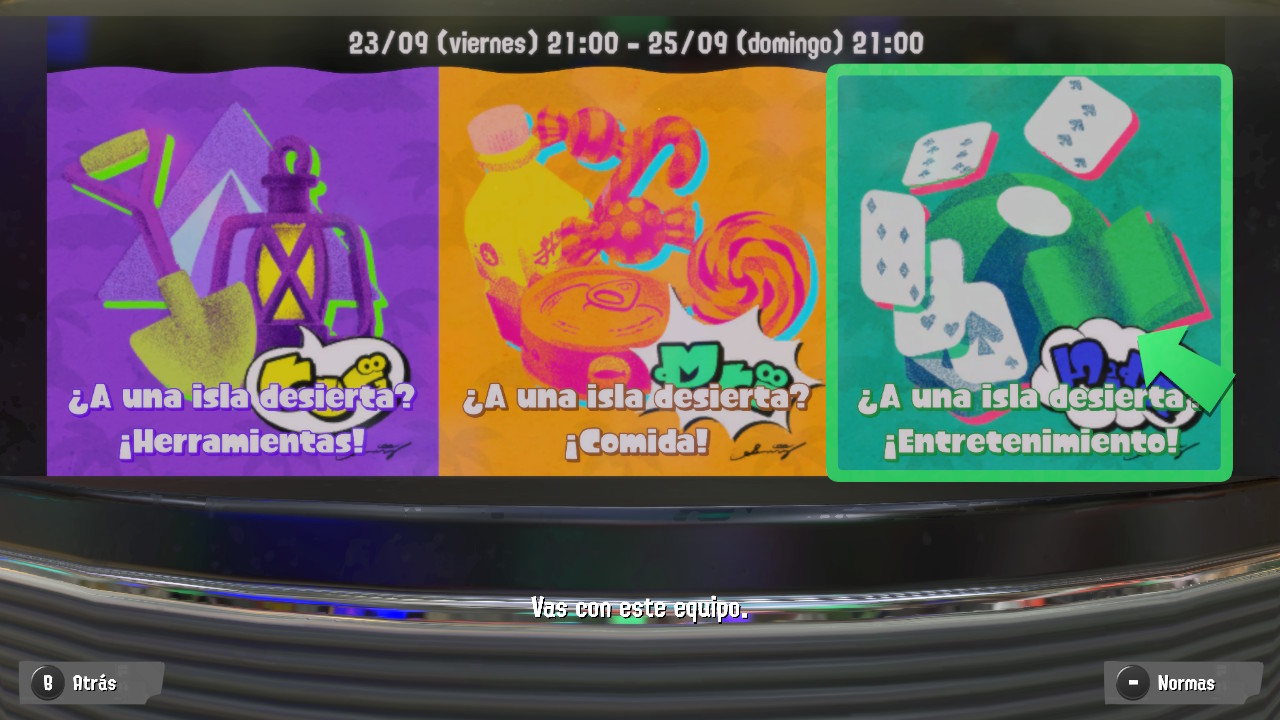 23/09 (viernes) 21:00 - 25/09 (domingo) 21:00
¿A una isla desierta?
¡Herramientas!
¿A una isla desierta?
¡Comida!
¿A una isla desierta?
¡Entretenimiento!
Vas con este equipo.
B Atrás
- Normas